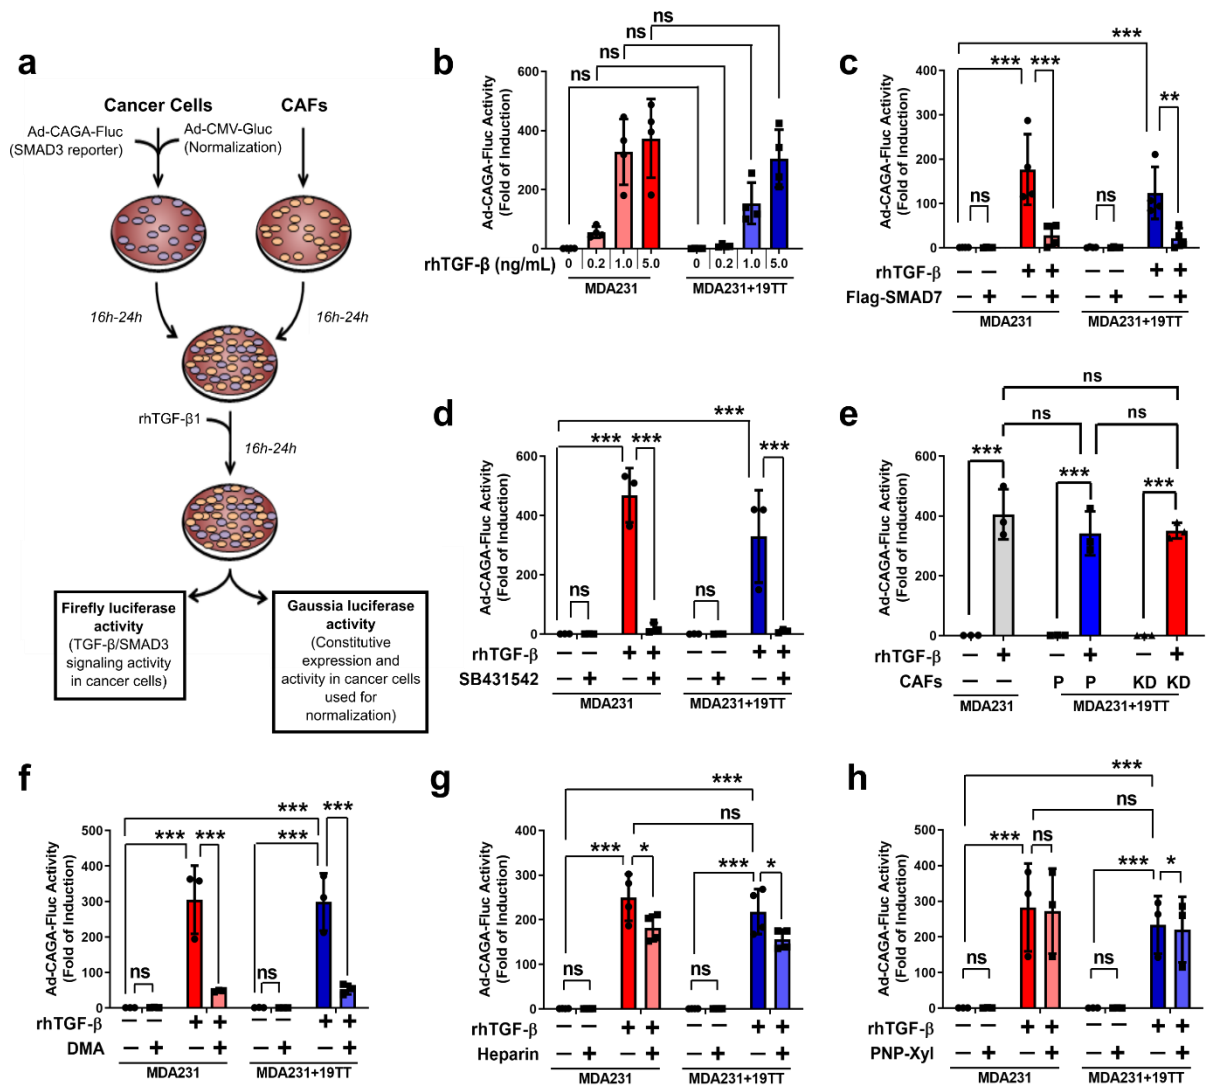 a
Cancer Cells
CAFs
Ad-CAGA-Fluc
(SMAD3 reporter)
Ad-CMV-Gluc
(Normalization)
16h-24h
16h-24h
rhTGF-β1
16h-24h
Firefly luciferase
activity
(TGF-β/SMAD3
signaling activity
in cancer cells)
Gaussia luciferase
activity
(Constitutive
expression and
activity in cancer cells
used for
normalization)
b
ns
ns
ns
ns
Ad-CAGA-Fluc Activity
(Fold of Induction)
600
400
200
0
rhTGF-β (ng/mL)
0 0.2 1.0 5.0 0 0.2 1.0 5.0
MDA231 MDA231+19TT
c
***
*** ***
**
ns ns
Ad-CAGA-Fluc Activity
(Fold of Induction)
400
300
200
100
0
rhTGF-β − − + + − − + +
Flag-SMAD7 − + − + − + − +
MDA231 MDA231+19TT
d
***
*** *** ***
ns ns
Ad-CAGA-Fluc Activity
(Fold of Induction)
600
400
200
0
rhTGF-β − − + + − − + +
SB431542 − + − + − + − +
MDA231 MDA231+19TT
e
ns
ns ns
*** *** ***
Ad-CAGA-Fluc Activity
(Fold of Induction)
600
400
200
0
rhTGF-β − + − + − +
CAFs − − P P KD KD
MDA231 MDA231+19TT
f
*** ***
*** *** ***
ns ns
Ad-CAGA-Fluc Activity
(Fold of Induction)
500
400
300
200
100
0
rhTGF-β − − + + − − + +
DMA − + − + − + − +
MDA231 MDA231+19TT
g
***
ns
*** * *** *
ns ns
Ad-CAGA-Fluc Activity
(Fold of Induction)
400
300
200
100
0
rhTGF-β − − + + − − + +
Heparin − + − + − + − +
MDA231 MDA231+19TT
h
***
ns
*** ns *** *
ns ns
Ad-CAGA-Fluc Activity
(Fold of Induction)
500
400
300
200
100
0
rhTGF-β − − + + − − + +
PNP-Xyl − + − + − + − +
MDA231 MDA231+19TT